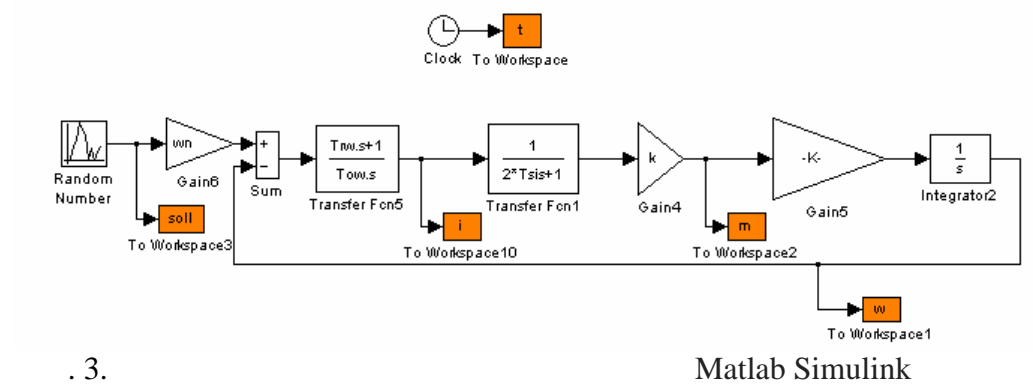 t
Clock
To Workspace
Random
Number
wn
Gain6
+
−
Sum
Tnw.s+1
Tow.s
Transfer Fcn5
1
2*Tsis+1
Transfer Fcn1
k
Gain4
-K-
Gain5
1
s
Integrator2
soll
To Workspace3
i
To Workspace10
m
To Workspace2
w
To Workspace1
. 3. Matlab Simulink